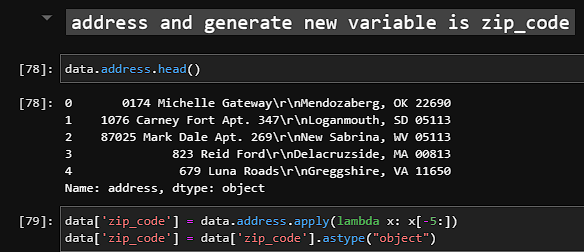 address and generate new variable is zip_code
[78]: data.address.head()
[78]: 0 0174 Michelle Gateway\r\nMendozaberg, OK 22690
1 1076 Carney Fort Apt. 347\r\nLoganmouth, SD 05113
2 87025 Mark Dale Apt. 269\r\nNew Sabrina, WV 05113
3 823 Reid Ford\r\nDelacruzside, MA 00813
4 679 Luna Roads\r\nGreggshire, VA 11650
Name: address, dtype: object
[79]: data['zip_code'] = data.address.apply(lambda x: x[-5:])
data['zip_code'] = data['zip_code'].astype("object")